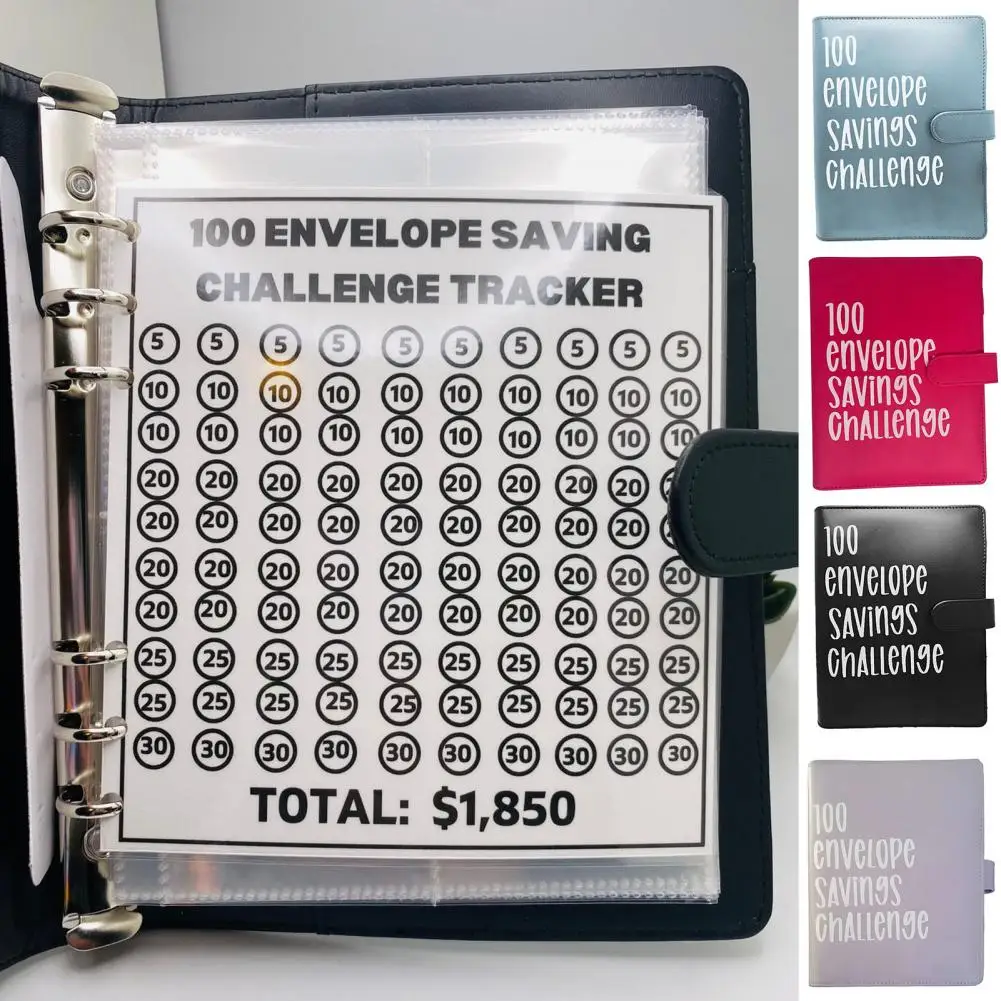 100 ENVELOPE SAVING
CHALLENGE TRACKER
5 5 5 5 5 5 5 5 5 5
10 10 10 10 10 10 10 10 10 10
10 10 10 10 10 10 10 10 10 10
20 20 20 20 20 20 20 20 20
20 20 20 20 20 20 20 20 20
20 20 20 20 20 20 20 20 20 20
20 20 20 20 20 20 20 20 20 20
25 25 25 25 25 25 25 25 25 25
25 25 25 25 25 25 25 25 25 25
30 30 30 30 30 30 30 30 30 30
TOTAL: $1,850
100
envelope
savings
challenge
100
envelope
savings
challenge
100
envelope
savings
challenge
100
envelope
savings
challenge